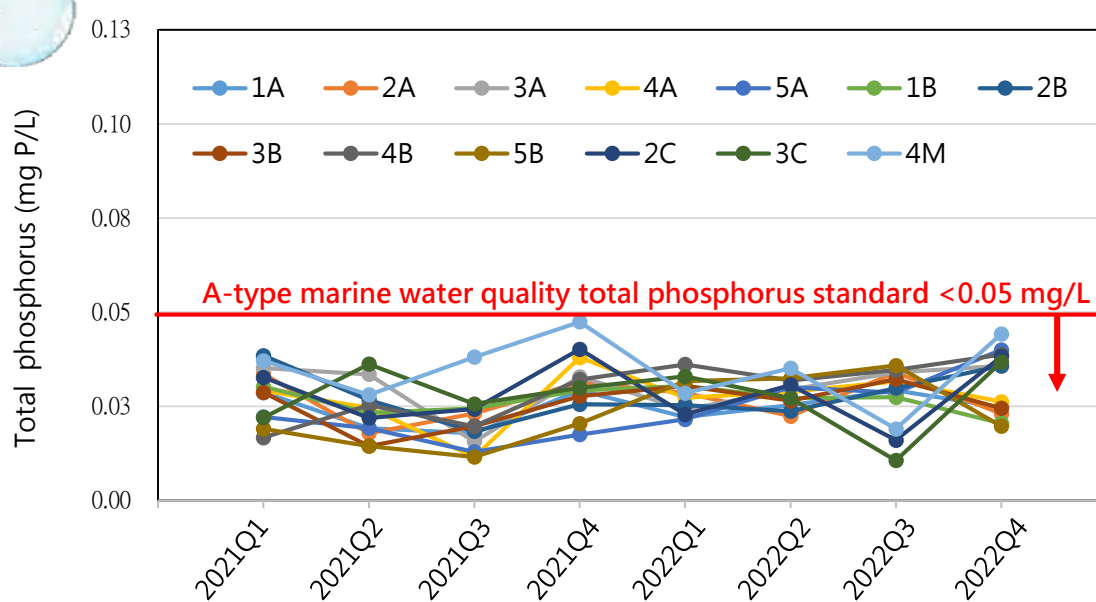 Total phosphorus (mg P/L)
0.13
0.10
0.08
0.05
0.03
0.00
1A 2A 3A 4A 5A 1B 2B
3B 4B 5B 2C 3C 4M
A-type marine water quality total phosphorus standard <0.05 mg/L
2021Q1 2021Q2 2021Q3 2021Q4 2022Q1 2022Q2 2022Q3 2022Q4